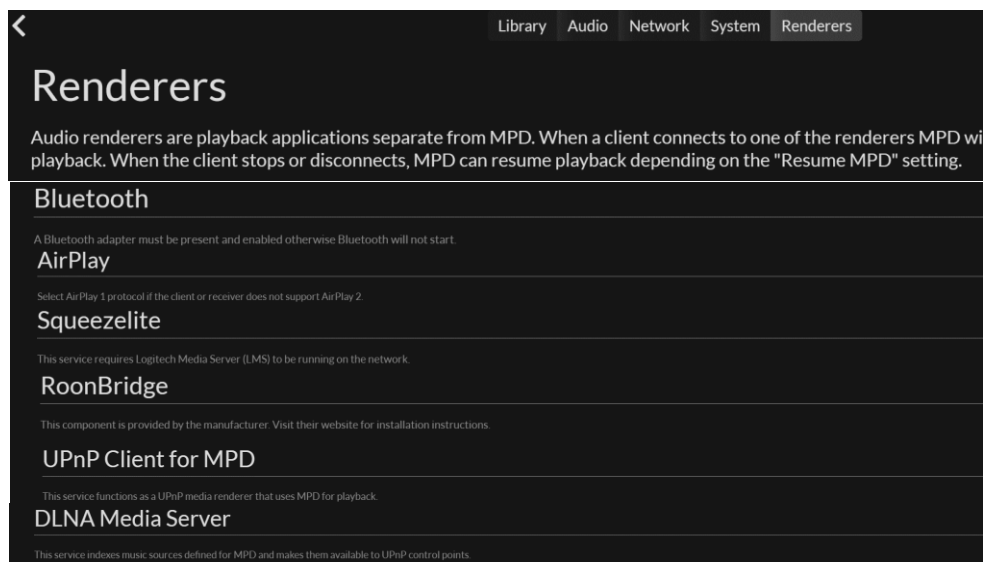 Library Audio Network System Renderers
Renderers
Audio renderers are playback applications separate from MPD. When a client connects to one of the renderers MPD wi
playback. When the client stops or disconnects, MPD can resume playback depending on the "Resume MPD" setting.
Bluetooth
A Bluetooth adapter must be present and enabled otherwise Bluetooth will not start.
AirPlay
Select AirPlay 1 protocol if the client or receiver does not support AirPlay 2.
Squeezelite
This service requires Logitech Media Server (LMS) to be running on the network.
RoonBridge
This component is provided by the manufacturer. Visit their website for installation instructions.
UPnP Client for MPD
This service functions as a UPnP media renderer that uses MPD for playback.
DLNA Media Server
This service indexes music sources defined for MPD and makes them available to UPnP control points.